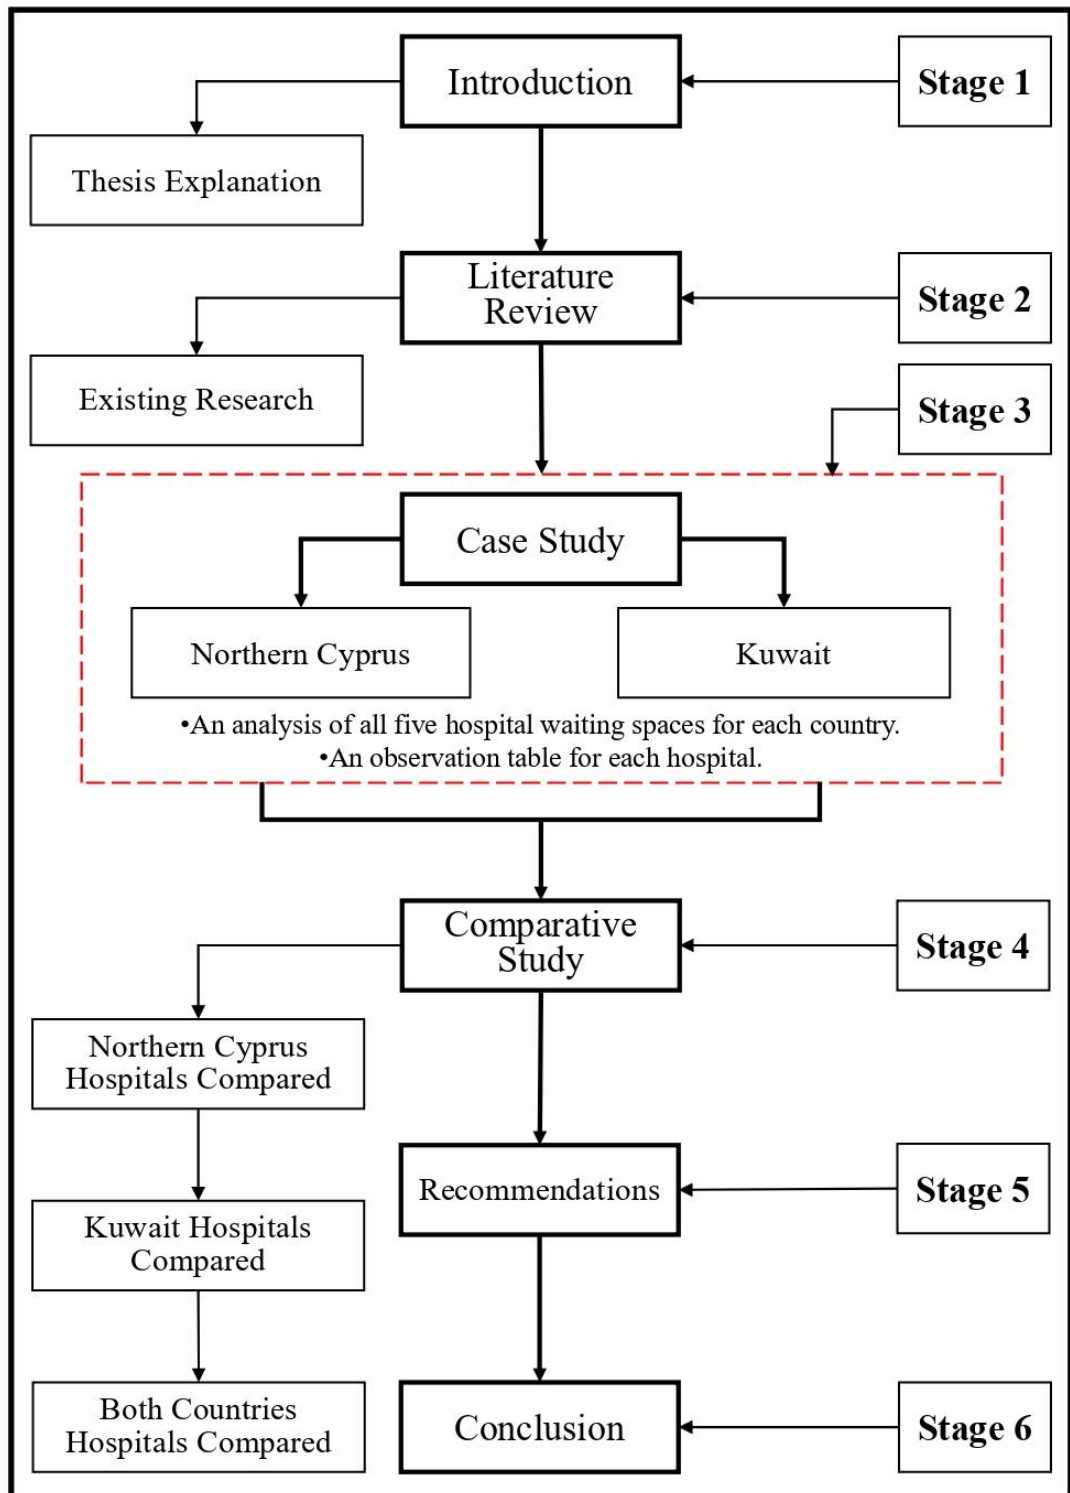 Introduction
Stage 1
Thesis Explanation
Literature
Review
Stage 2
Existing Research
Stage 3
Case Study
Northern Cyprus
Kuwait
•An analysis of all five hospital waiting spaces for each country.
•An observation table for each hospital.
Comparative
Study
Stage 4
Northern Cyprus
Hospitals Compared
Recommendations
Stage 5
Kuwait Hospitals
Compared
Both Countries
Hospitals Compared
Conclusion
Stage 6